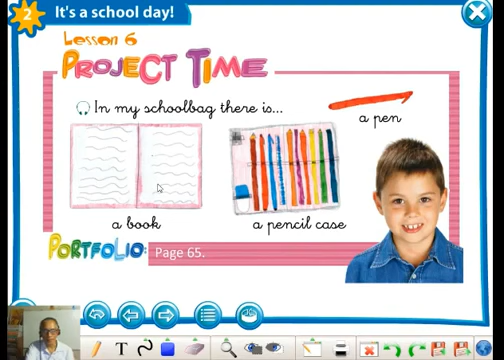 2 It's a school day!
Lesson 6
PROJECT TIME
In my schoolbag there is...
a pen
a book
a pencil case
PORTFOLIO: Page 65.
T